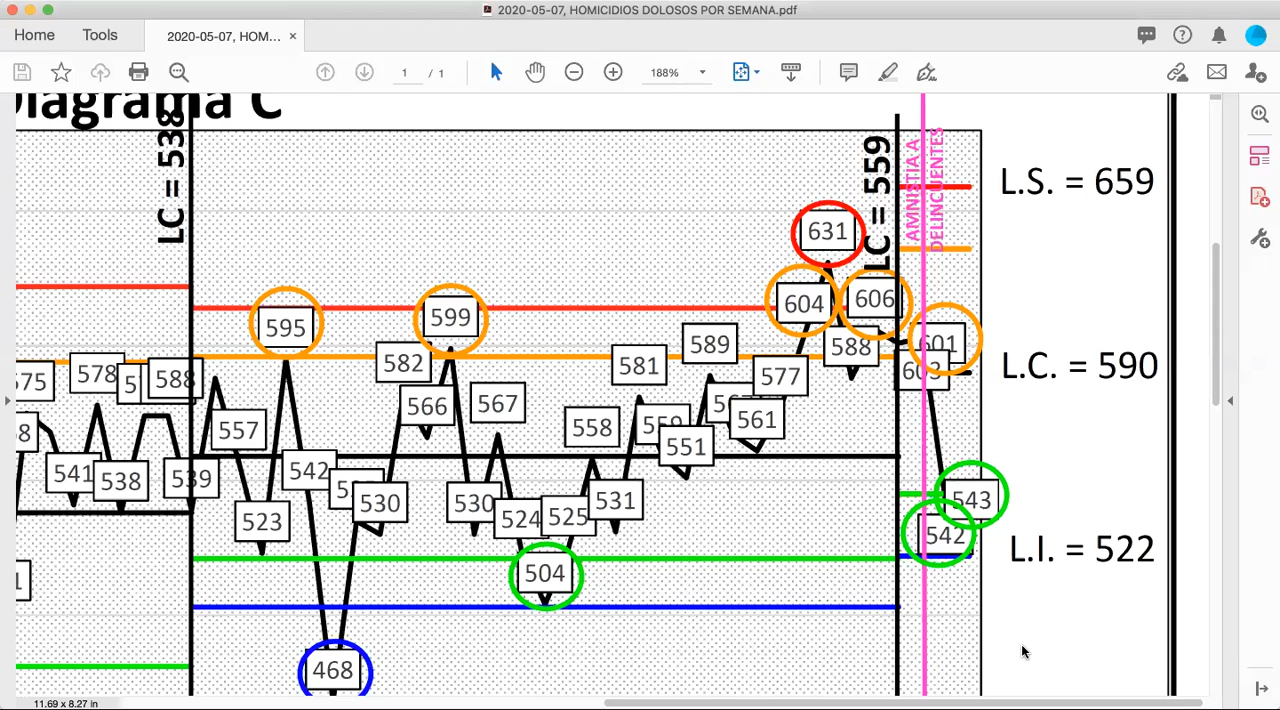 2020-05-07, HOMICIDIOS DOLOSOS POR SEMANA.pdf
Home
Tools
2020-05-07, HOM... ×
1 / 1
188%
Diagrama C
LC = 538
LC = 559
AMNISTIA A
DELINCUENTES
L.S. = 659
L.C. = 590
L.I. = 522
631
604
606
595
599
601
603
588
582
581
589
577
575
578
588
566
567
561
557
558
551
541
538
539
542
530
530
531
523
524
525
543
542
504
468
11.69 x 8.27 in